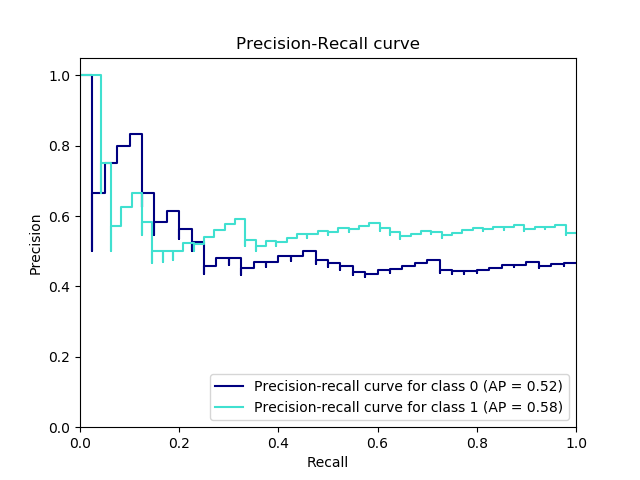 Precision-Recall curve
1.0
0.8
0.6
0.4
0.2
0.0
Precision
Precision-recall curve for class 0 (AP = 0.52)
Precision-recall curve for class 1 (AP = 0.58)
0.0 0.2 0.4 0.6 0.8 1.0
Recall